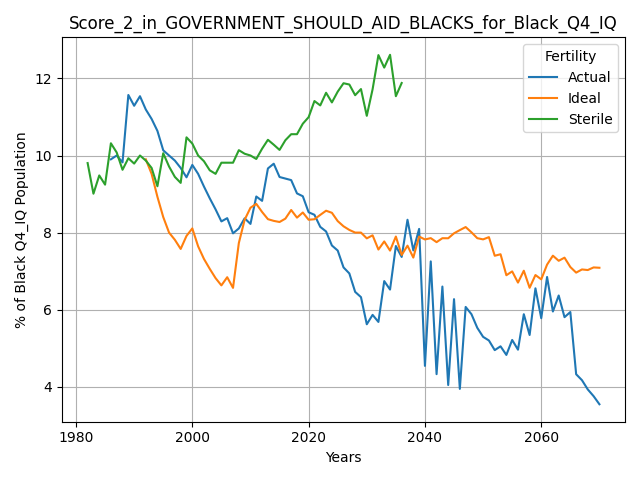 Score_2_in_GOVERNMENT_SHOULD_AID_BLACKS_for_Black_Q4_IQ
% of Black Q4_IQ Population
12
10
8
6
4
Fertility
Actual
Ideal
Sterile
1980
2000
2020
2040
2060
Years